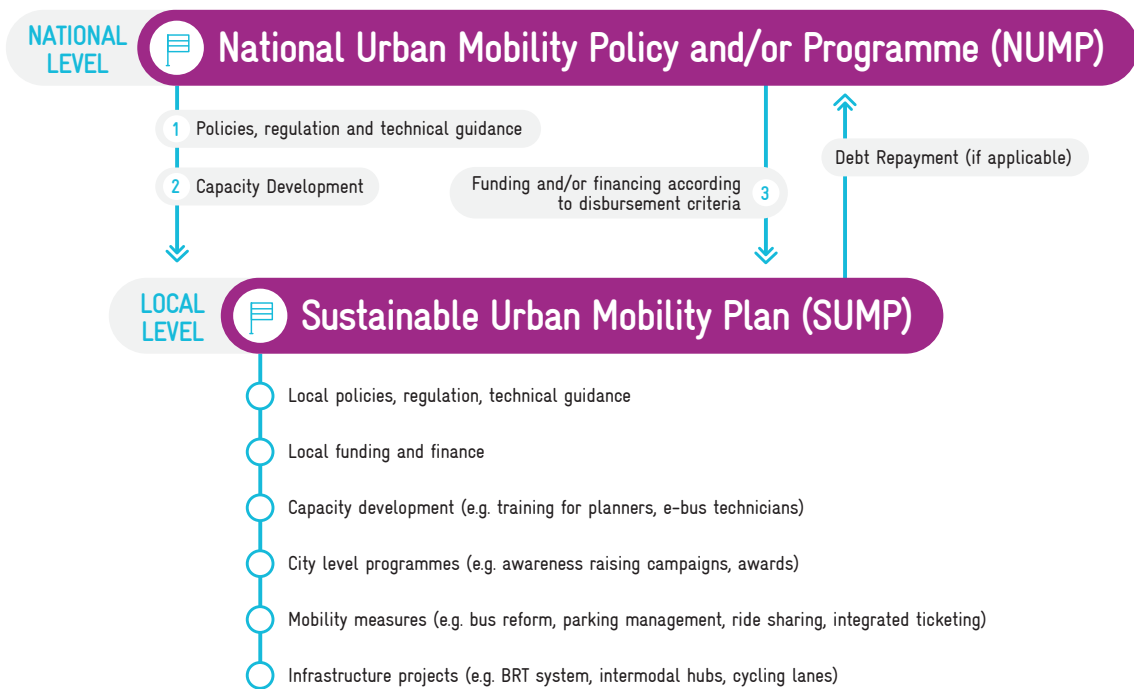 NATIONAL
LEVEL
National Urban Mobility Policy and/or Programme (NUMP)
1 Policies, regulation and technical guidance
2 Capacity Development
Funding and/or financing according
to disbursement criteria
3
Debt Repayment (if applicable)
LOCAL
LEVEL
Sustainable Urban Mobility Plan (SUMP)
Local policies, regulation, technical guidance
Local funding and finance
Capacity development (e.g. training for planners, e-bus technicians)
City level programmes (e.g. awareness raising campaigns, awards)
Mobility measures (e.g. bus reform, parking management, ride sharing, integrated ticketing)
Infrastructure projects (e.g. BRT system, intermodal hubs, cycling lanes)